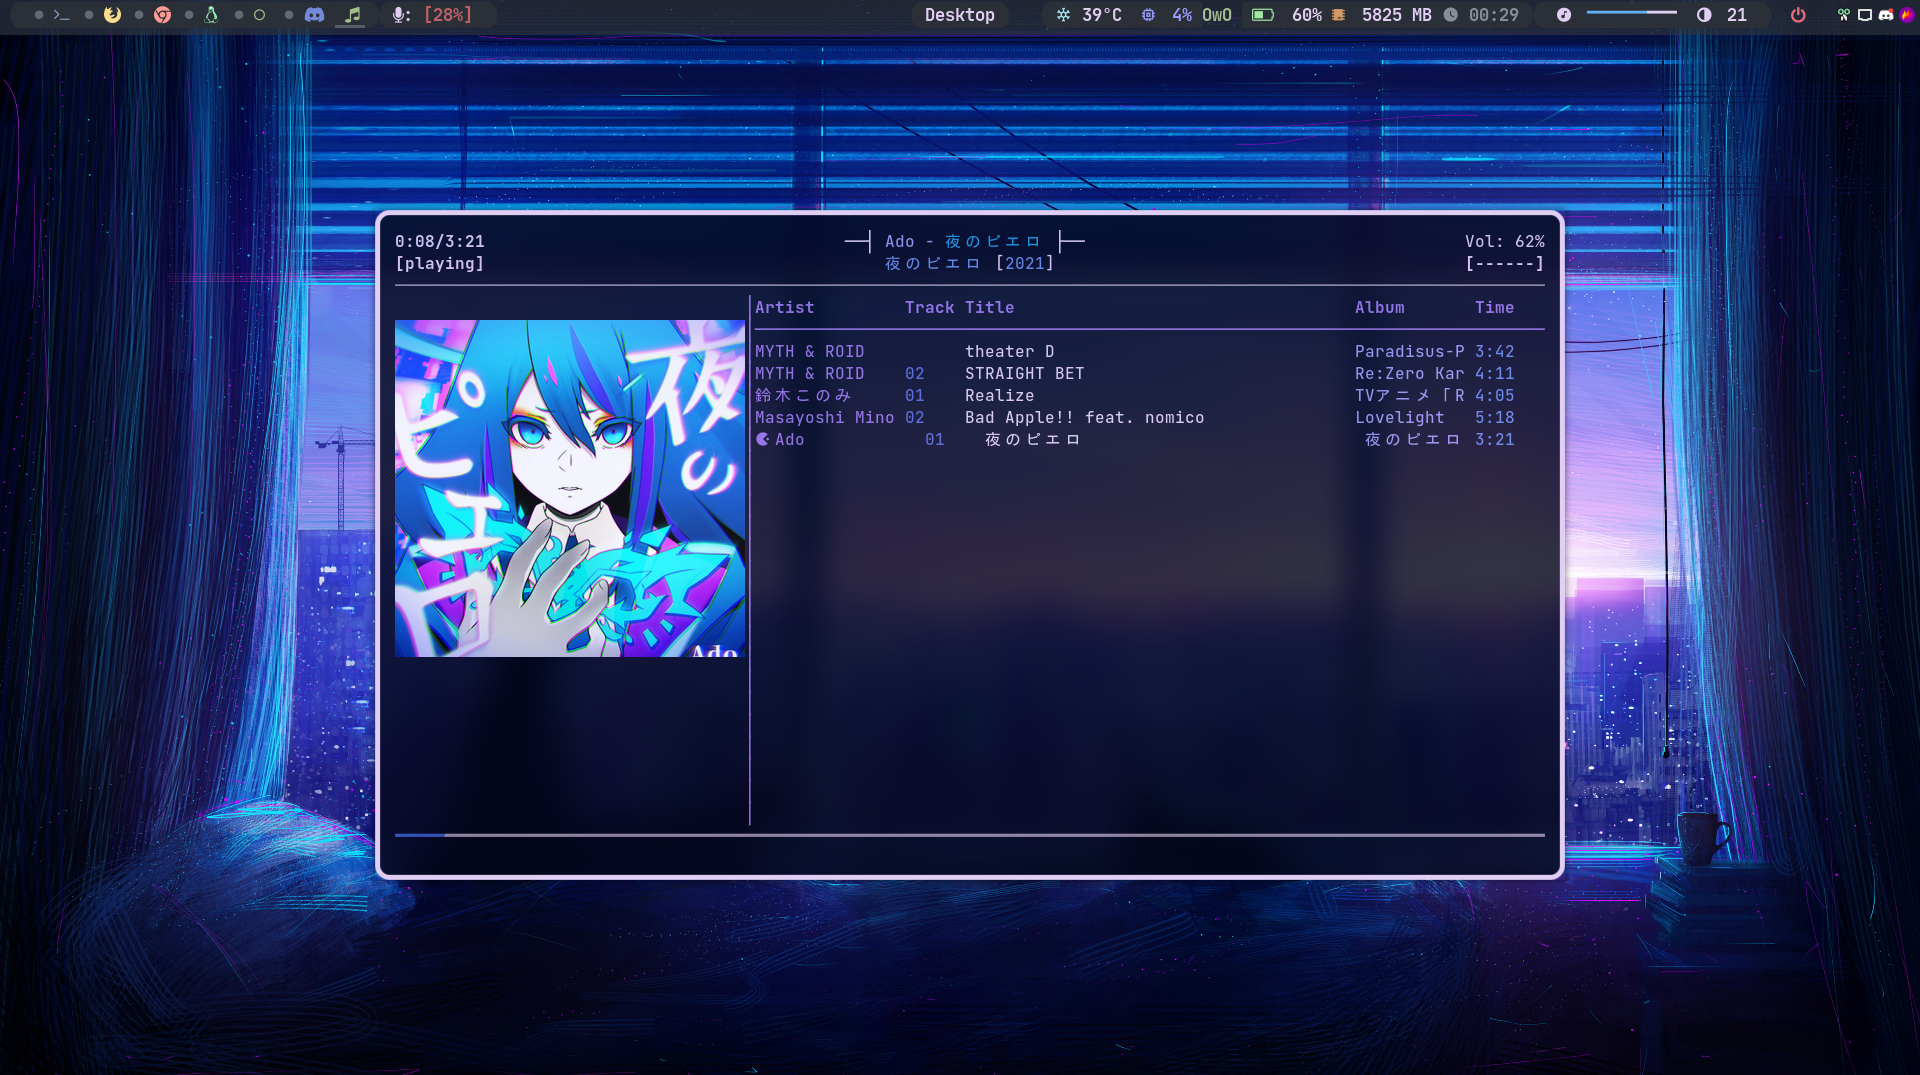 [28%]
Desktop
39°C
4% OwO
60%
5825 MB
00:29
21
0:08/3:21
[playing]
Ado - 夜のピエロ
夜のピエロ [2021]
Vol: 62%
[------]
Artist Track Title Album Time
MYTH & ROID theater D Paradisus-P 3:42
MYTH & ROID 02 STRAIGHT BET Re:Zero Kar 4:11
鈴木このみ 01 Realize TVアニメ「R 4:05
Masayoshi Mino 02 Bad Apple!! feat. nomico Lovelight 5:18
Ado 01 夜のピエロ 夜のピエロ 3:21
夜の
ピエロ
Ado